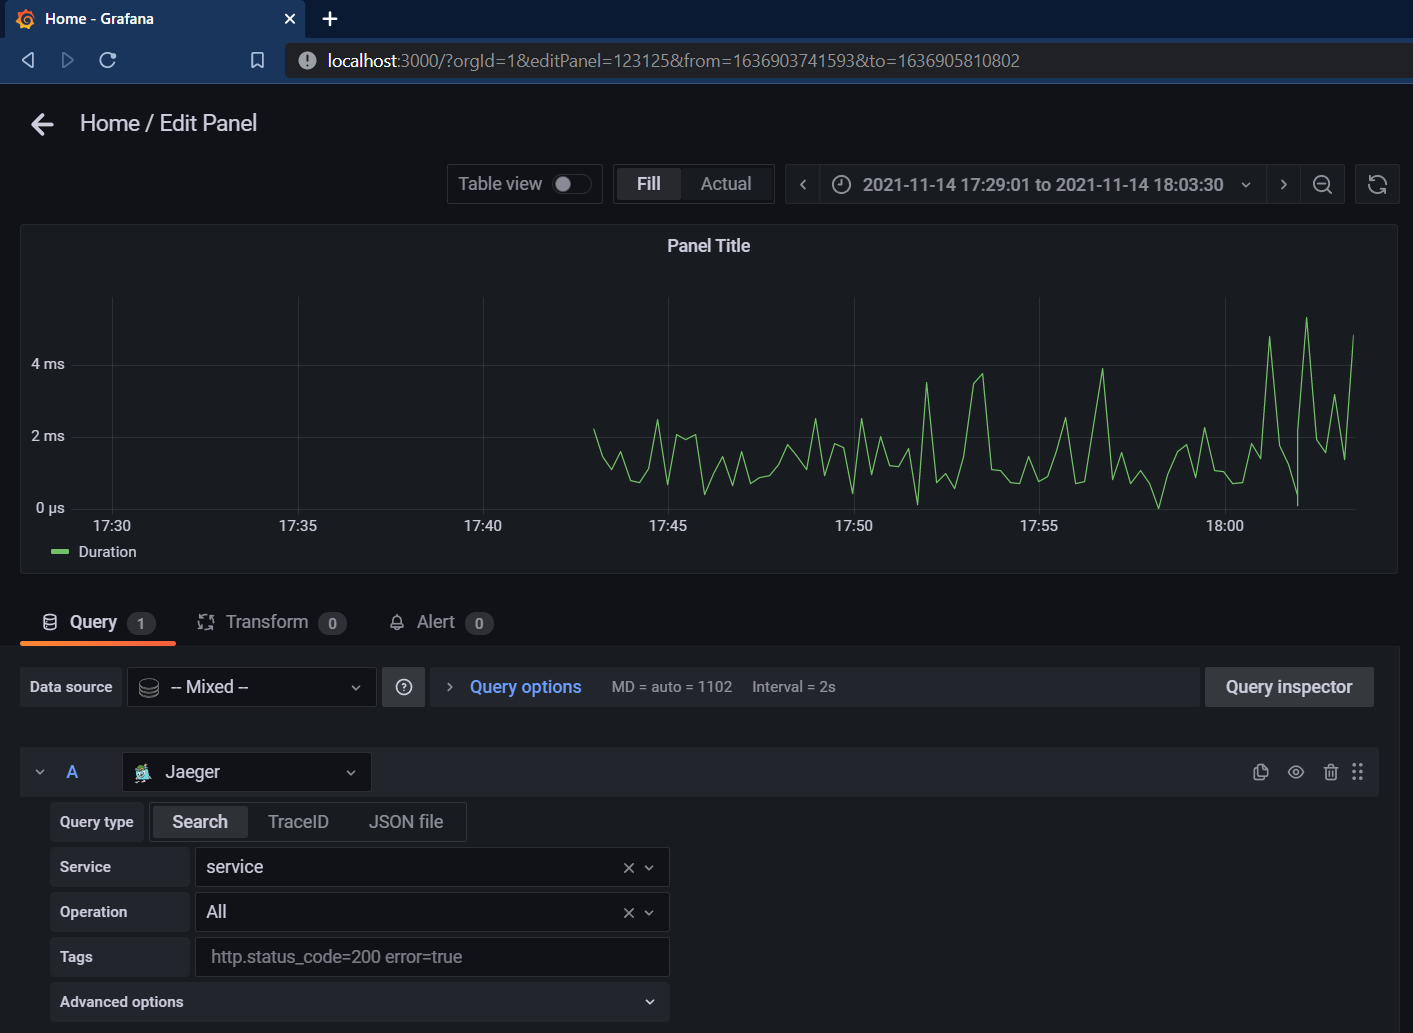 Home - Grafana
localhost:3000/?orgId=1&editPanel=123125&from=1636903741593&to=1636905810802
Home / Edit Panel
Table view Fill Actual 2021-11-14 17:29:01 to 2021-11-14 18:03:30
Panel Title
4 ms
2 ms
0 µs
17:30 17:35 17:40 17:45 17:50 17:55 18:00
Duration
Query 1 Transform 0 Alert 0
Data source -- Mixed -- Query options MD = auto = 1102 Interval = 2s Query inspector
A Jaeger
Query type Search TraceID JSON file
Service service
Operation All
Tags http.status_code=200 error=true
Advanced options